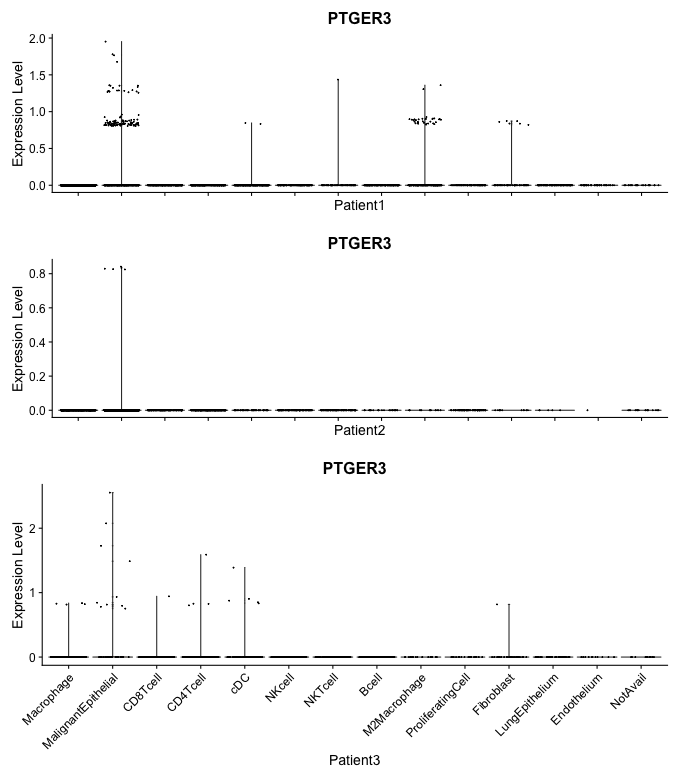 PTGER3
Expression Level
2.0
1.5
1.0
0.5
0.0
Patient1
PTGER3
Expression Level
0.8
0.6
0.4
0.2
0.0
Patient2
PTGER3
Expression Level
2
1
0
Macrophage
MalignantEpithelial
CD8Tcell
CD4Tcell
cDC
NKcell
NKTcell
Bcell
M2Macrophage
ProliferatingCell
Fibroblast
LungEpithelium
Endothelium
NotAvail
Patient3